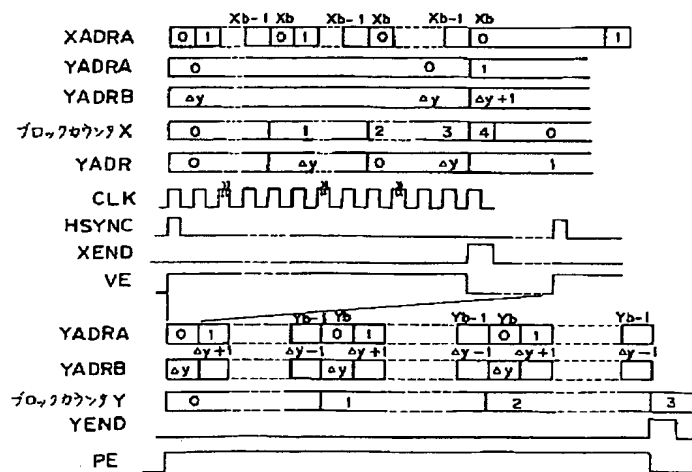 Xb-1 Xb Xb-1 Xb Xb-1 Xb
XADRA 0 1 0 1 0 0 1
YADRA 0 0 1
YADRB Δy Δy Δy+1
ブロックカウンタX 0 1 2 3 4 0
YADR 0 Δy 0 Δy 1
CLK
HSYNC
XEND
VE
Yb-1 Yb Yb-1 Yb Yb-1
YADRA 0 1 0 1 0 1
Δy+1 Δy-1 Δy+1 Δy-1 Δy+1 Δy-1
YADRB Δy Δy Δy
ブロックカウンタY 0 1 2 3
YEND
PE